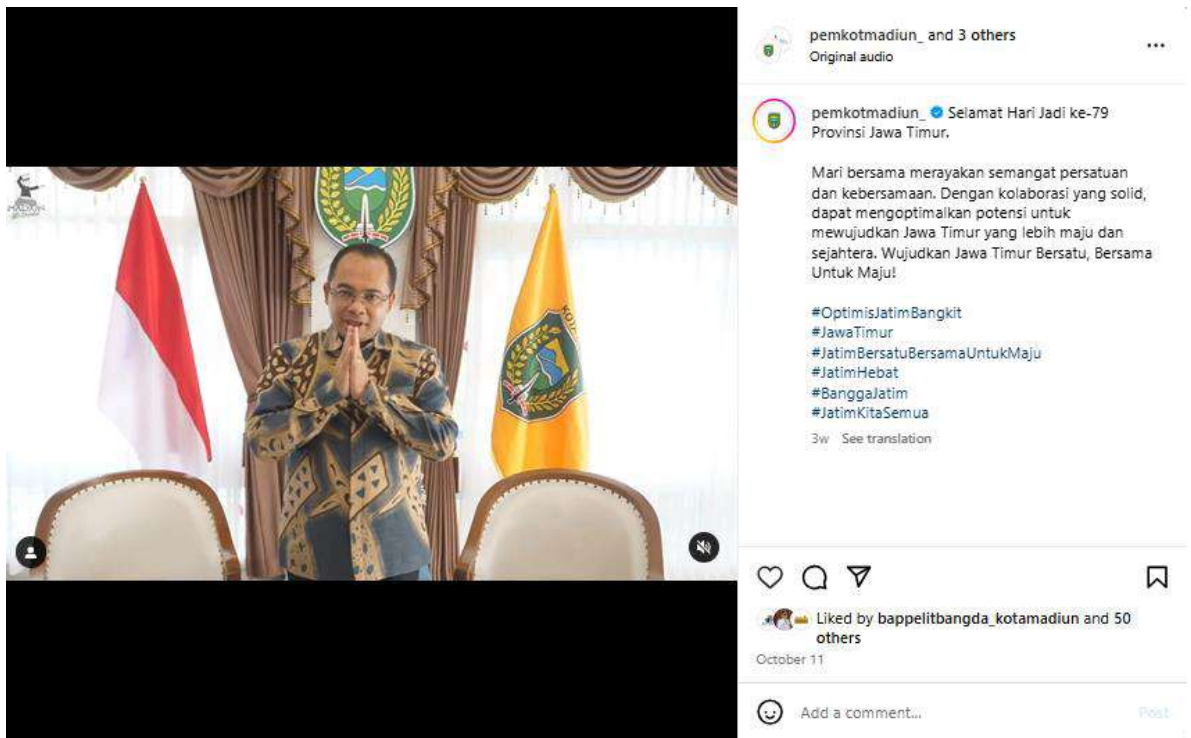 MADIUN
KOTA
pemkotmadiun_ and 3 others
Original audio
pemkotmadiun_ Selamat Hari Jadi ke-79
Provinsi Jawa Timur.
Mari bersama merayakan semangat persatuan
dan kebersamaan. Dengan kolaborasi yang solid,
dapat mengoptimalkan potensi untuk
mewujudkan Jawa Timur yang lebih maju dan
sejahtera. Wujudkan Jawa Timur Bersatu, Bersama
Untuk Maju!
#OptimisJatimBangkit
#JawaTimur
#JatimBersatuBersamaUntukMaju
#JatimHebat
#BanggaJatim
#JatimKitaSemua
3w See translation
Liked by bappelitbangda_kotamadiun and 50
others
October 11
Add a comment...
Post